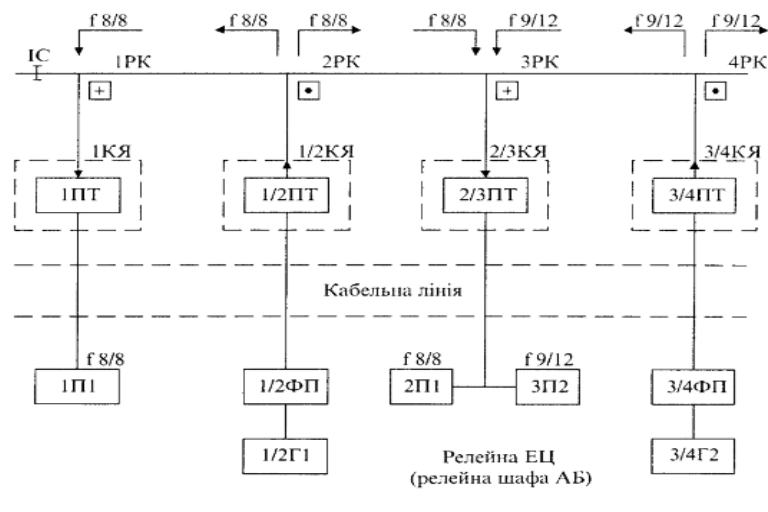 f 8/8 f 8/8 f 8/8 f 8/8 f 9/12 f 9/12 f 9/12
ІС 1РК 2РК 3РК 4РК
+ • + •
1КЯ 1/2КЯ 2/3КЯ 3/4КЯ
1ПТ 1/2ПТ 2/3ПТ 3/4ПТ
Кабельна лінія
f 8/8 f 8/8 f 9/12
1П1 1/2ФП 2П1 3П2 3/4ФП
1/2Г1 Релейна ЕЦ 3/4Г2
(релейна шафа АБ)